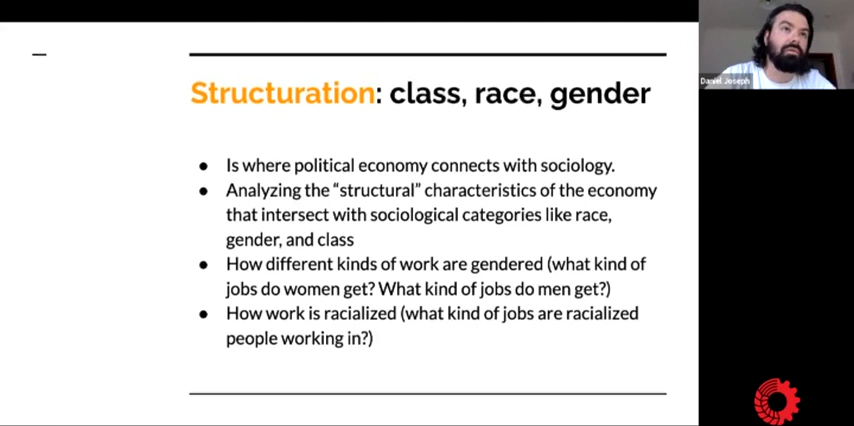 Structuration: class, race, gender
● Is where political economy connects with sociology.
● Analyzing the “structural” characteristics of the economy
that intersect with sociological categories like race,
gender, and class
● How different kinds of work are gendered (what kind of
jobs do women get? What kind of jobs do men get?)
● How work is racialized (what kind of jobs are racialized
people working in?)
Daniel Joseph